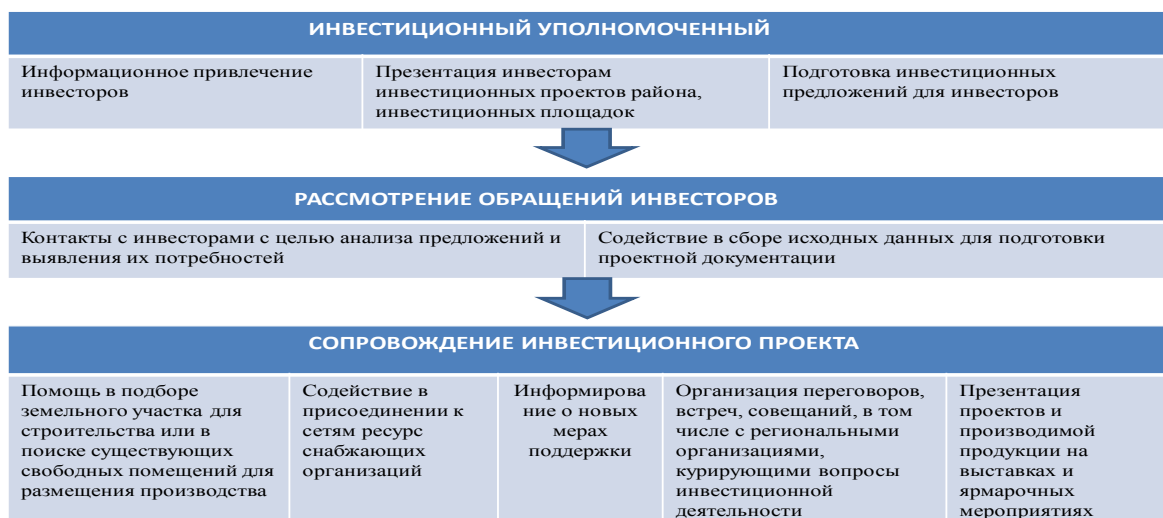 ИНВЕСТИЦИОННЫЙ УПОЛНОМОЧЕННЫЙ
Информационное привлечение
инвесторов
Презентация инвесторам
инвестиционных проектов района,
инвестиционных площадок
Подготовка инвестиционных
предложений для инвесторов
РАССМОТРЕНИЕ ОБРАЩЕНИЙ ИНВЕСТОРОВ
Контакты с инвесторами с целью анализа предложений и
выявления их потребностей
Содействие в сборе исходных данных для подготовки
проектной документации
СОПРОВОЖДЕНИЕ ИНВЕСТИЦИОННОГО ПРОЕКТА
Помощь в подборе
земельного участка для
строительства или в
поиске существующих
свободных помещений для
размещения производства
Содействие в
присоединении к
сетям ресурс
снабжающих
организаций
Информирова
ние о новых
мерах
поддержки
Организация переговоров,
встреч, совещаний, в том
числе с региональными
организациями,
курирующими вопросы
инвестиционной
деятельности
Презентация
проектов и
производимой
продукции на
выставках и
ярмарочных
мероприятиях